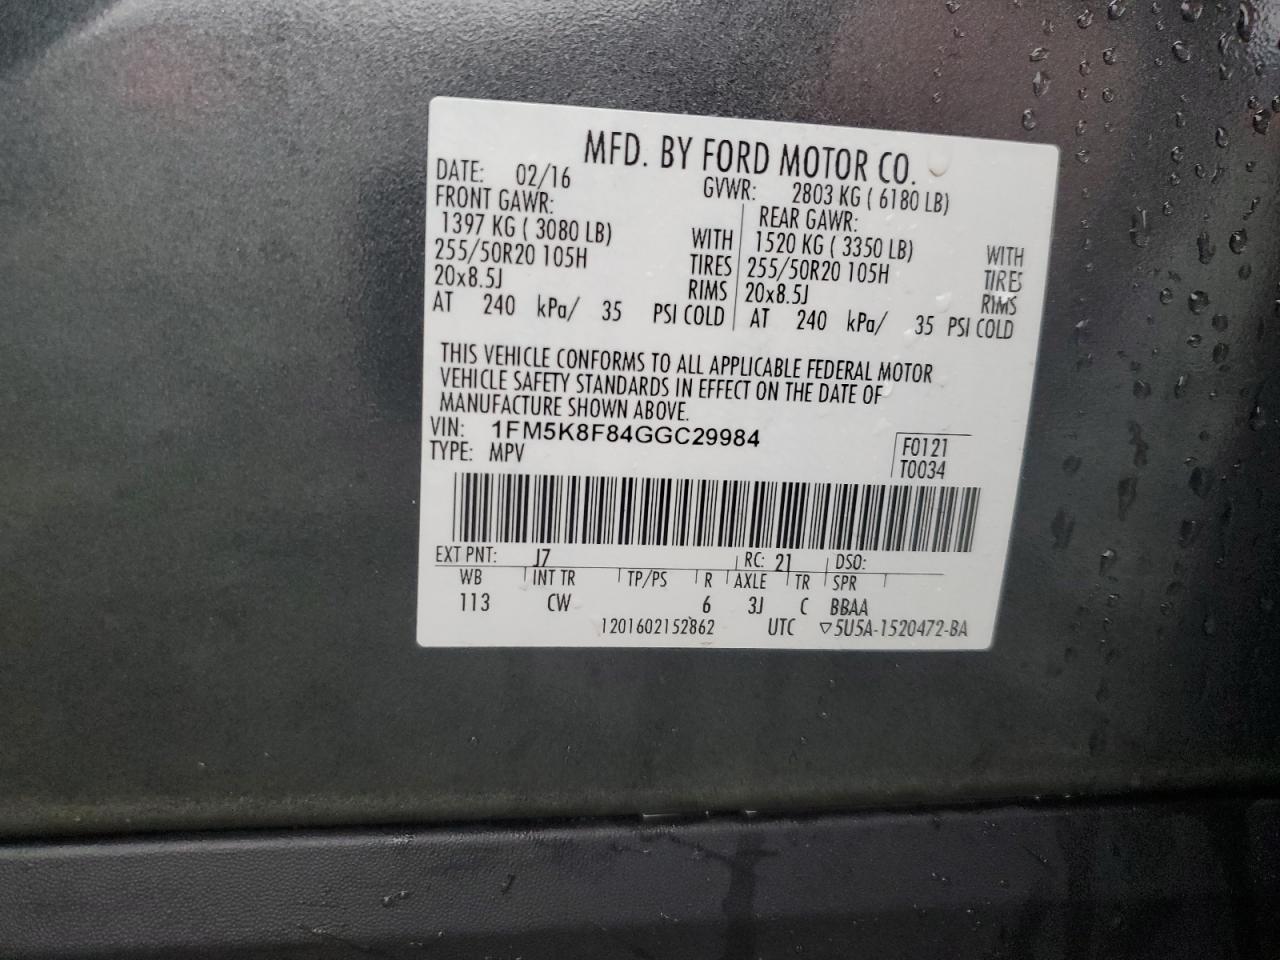 MFD. BY FORD MOTOR CO.
DATE: 02/16 GVWR: 2803 KG ( 6180 LB)
FRONT GAWR: REAR GAWR:
1397 KG ( 3080 LB) WITH 1520 KG ( 3350 LB) WITH
255/50R20 105H TIRES 255/50R20 105H TIRES
20x8.5J RIMS 20x8.5J RIMS
AT 240 kPa/ 35 PSI COLD AT 240 kPa/ 35 PSI COLD
THIS VEHICLE CONFORMS TO ALL APPLICABLE FEDERAL MOTOR
VEHICLE SAFETY STANDARDS IN EFFECT ON THE DATE OF
MANUFACTURE SHOWN ABOVE.
VIN: 1FM5K8F84GGC29984 F0121
TYPE: MPV T0034
EXT PNT: J7 RC: 21 DSO:
WB INT TR TP/PS R AXLE TR SPR
113 CW 6 3J C BBAA
1201602152862 UTC ▽5U5A-1520472-BA